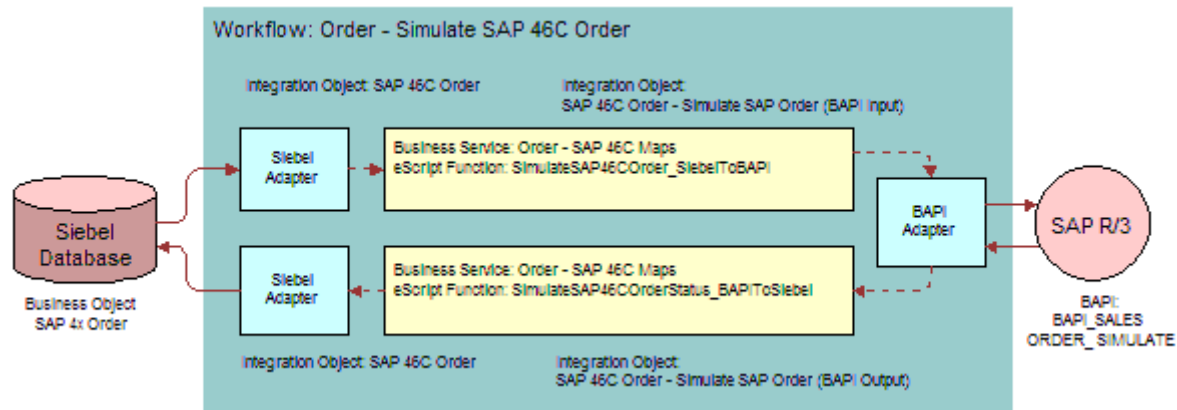 Workflow: Order - Simulate SAP 46C Order
Integration Object: SAP 46C Order
Integration Object:
SAP 46C Order - Simulate SAP Order (BAPI Input)
Siebel
Adapter
Business Service: Order - SAP 46C Maps
eScript Function: SimulateSAP46COrder_SiebelToBAPI
Siebel
Database
Business Object
SAP 4x Order
BAPI
Adapter
SAP R/3
BAPI:
BAPI_SALES
ORDER_SIMULATE
Siebel
Adapter
Business Service: Order - SAP 46C Maps
eScript Function: SimulateSAP46COrderStatus_BAPIToSiebel
Integration Object: SAP 46C Order
Integration Object:
SAP 46C Order - Simulate SAP Order (BAPI Output)